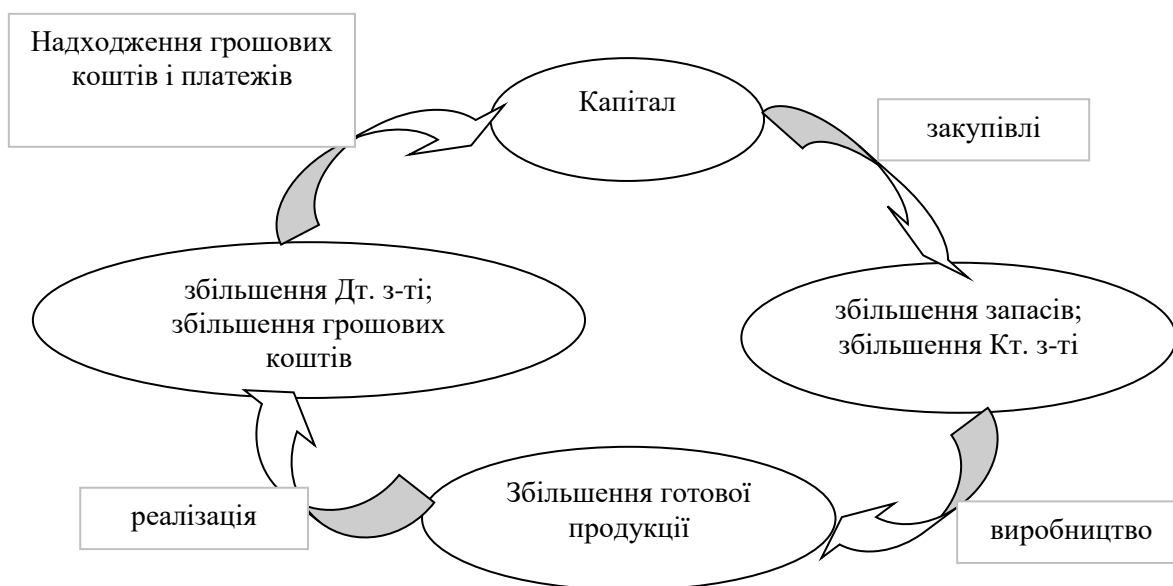 Надходження грошових
коштів і платежів
Капітал
закупівлі
збільшення Дт. з-ті;
збільшення грошових
коштів
збільшення запасів;
збільшення Кт. з-ті
реалізація
Збільшення готової
продукції
виробництво